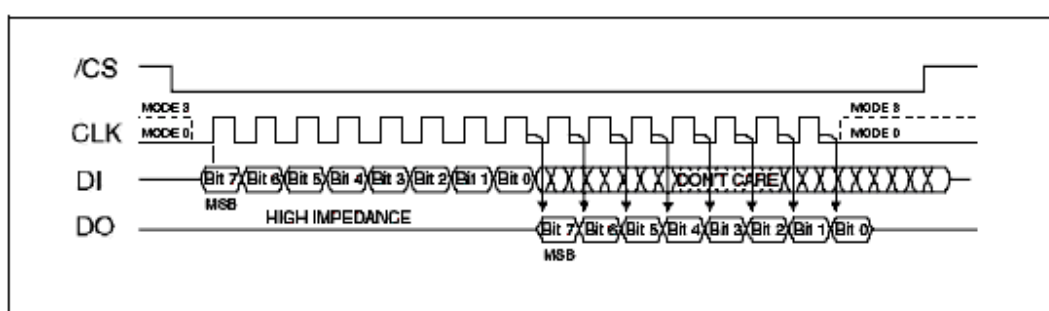 /CS
MODE 3 MODE 3
CLK MODE 0 MODE 0
DI Bit 7 Bit 6 Bit 5 Bit 4 Bit 3 Bit 2 Bit 1 Bit 0 DON'T CARE
MSB
HIGH IMPEDANCE
DO Bit 7 Bit 6 Bit 5 Bit 4 Bit 3 Bit 2 Bit 1 Bit 0
MSB